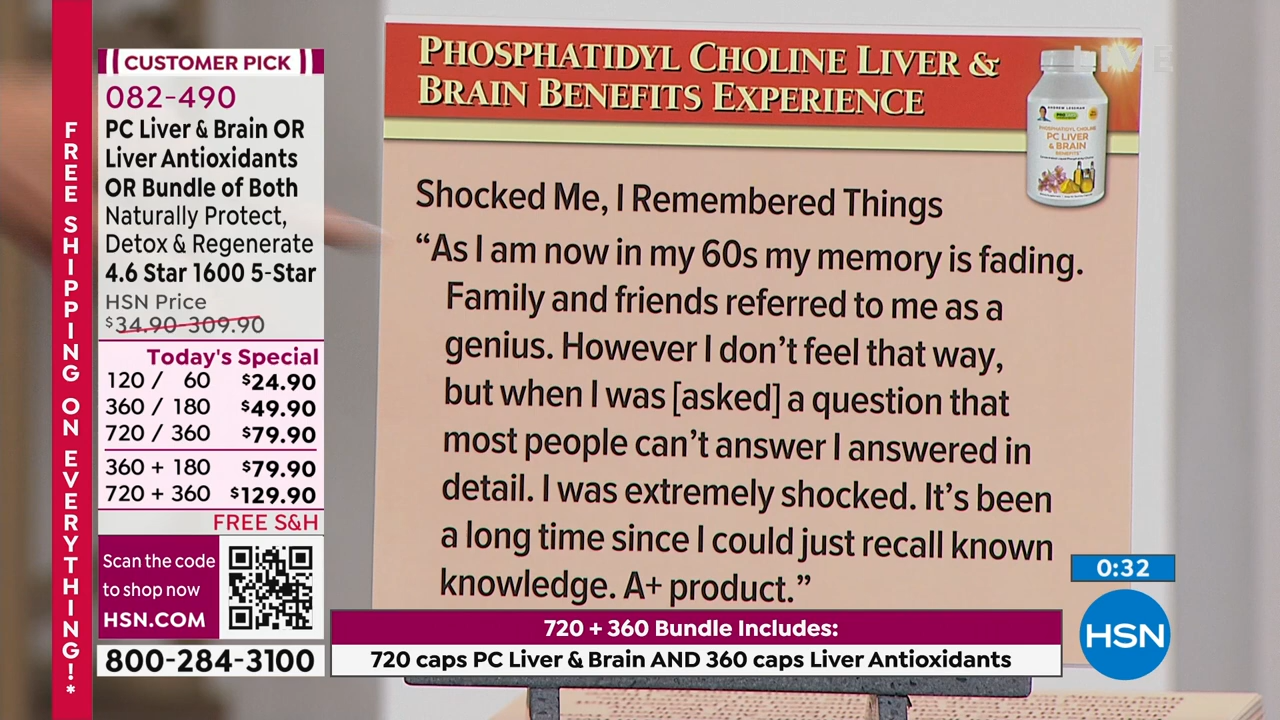 FREE SHIPPING ON EVERYTHING!*
CUSTOMER PICK
082-490
PC Liver & Brain OR
Liver Antioxidants
OR Bundle of Both
Naturally Protect,
Detox & Regenerate
4.6 Star 1600 5-Star
HSN Price
$34.90-309.90
Today's Special
120 / 60 $24.90
360 / 180 $49.90
720 / 360 $79.90
360 + 180 $79.90
720 + 360 $129.90
FREE S&H
Scan the code
to shop now
HSN.COM
800-284-3100
PHOSPHATIDYL CHOLINE LIVER &
BRAIN BENEFITS EXPERIENCE
LIVE
ANDREW LESSMAN
PHOSPHATIDYL CHOLINE
PC LIVER
& BRAIN
BENEFITS
Shocked Me, I Remembered Things
“As I am now in my 60s my memory is fading.
Family and friends referred to me as a
genius. However I don’t feel that way,
but when I was [asked] a question that
most people can’t answer I answered in
detail. I was extremely shocked. It’s been
a long time since I could just recall known
knowledge. A+ product.”
0:32
HSN
720 + 360 Bundle Includes:
720 caps PC Liver & Brain AND 360 caps Liver Antioxidants